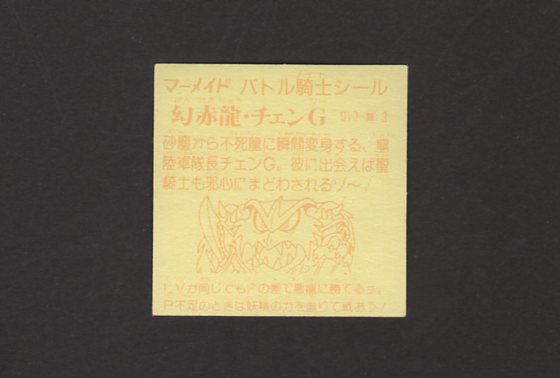 マーメイド バトル騎士シール
幻赤龍・チェンG
砂塵から不死龍に瞬間変身する、
陸軍隊長チェンG。彼に出会えば聖
騎士も邪心にまどわされるゾ〜。
LVが同じでもPの差で悪魔に勝てるゾ。
P不足のときは妖精の力を借りて戦おう!